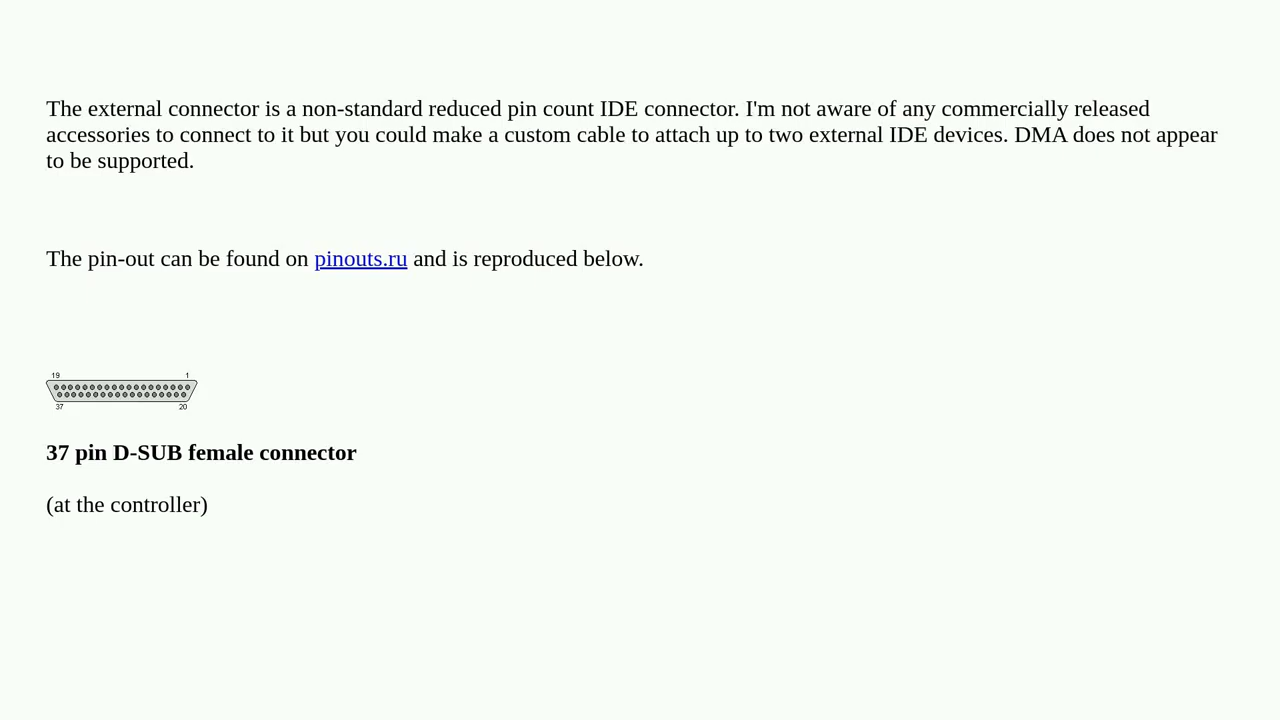 The external connector is a non-standard reduced pin count IDE connector. I'm not aware of any commercially released
accessories to connect to it but you could make a custom cable to attach up to two external IDE devices. DMA does not appear
to be supported.
The pin-out can be found on pinouts.ru and is reproduced below.
19 1
37 20
37 pin D-SUB female connector
(at the controller)